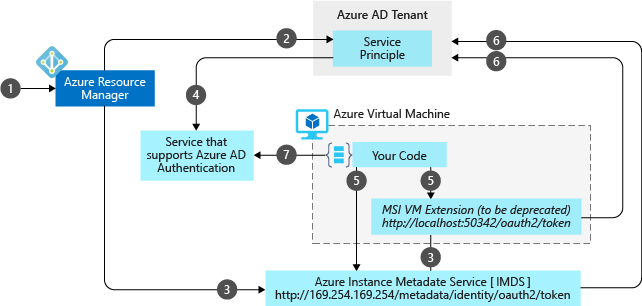 Azure AD Tenant
2
Service
Principle
6
6
1
Azure Resource
Manager
4
Azure Virtual Machine
Service that
supports Azure AD
Authentication
7
Your Code
5
5
MSI VM Extension (to be deprecated)
http://localhost:50342/oauth2/token
3
3
Azure Instance Metadate Service [ IMDS ]
http://169.254.169.254/metadata/identity/oauth2/token